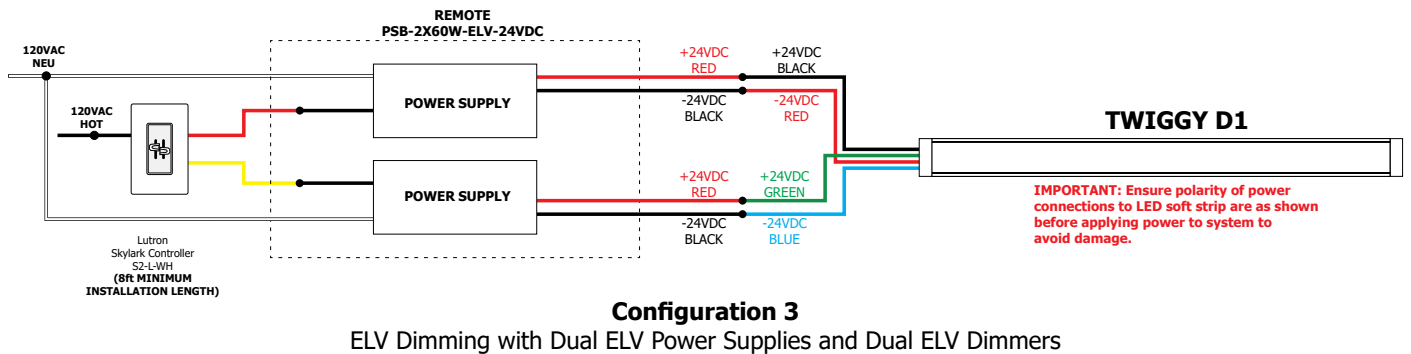 REMOTE
PSB-2X60W-ELV-24VDC
120VAC
NEU
120VAC
HOT
POWER SUPPLY
POWER SUPPLY
+24VDC
RED
+24VDC
BLACK
-24VDC
BLACK
-24VDC
RED
+24VDC
RED
+24VDC
GREEN
-24VDC
BLACK
-24VDC
BLUE
TWIGGY D1
IMPORTANT: Ensure polarity of power
connections to LED soft strip are as shown
before applying power to system to
avoid damage.
Lutron
Skylark Controller
S2-L-WH
(8ft MINIMUM
INSTALLATION LENGTH)
Configuration 3
ELV Dimming with Dual ELV Power Supplies and Dual ELV Dimmers